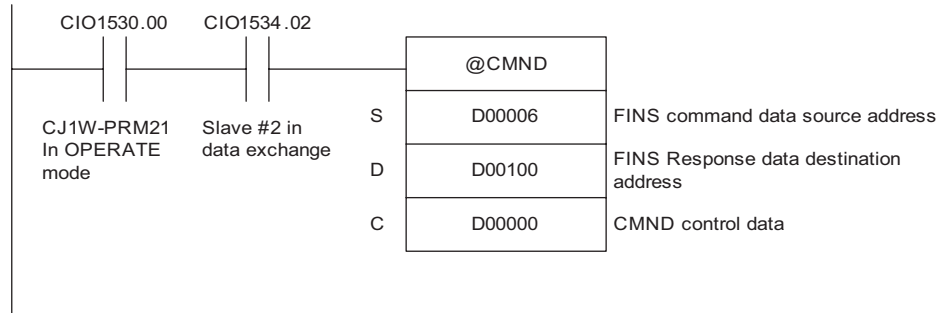 CIO1530.00 CIO1534.02
@CMND
S D00006 FINS command data source address
CJ1W-PRM21 Slave #2 in
In OPERATE data exchange
mode
D D00100 FINS Response data destination
address
C D00000 CMND control data